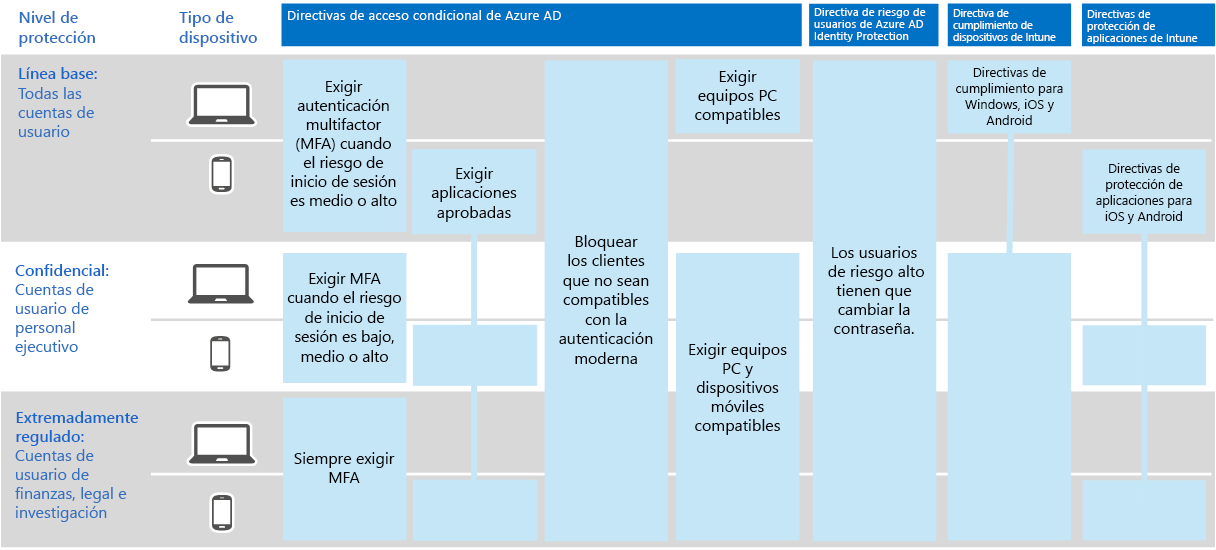 Nivel de
protección
Tipo de
dispositivo
Directivas de acceso condicional de Azure AD
Directiva de riesgo de
usuarios de Azure AD
Identity Protection
Directiva de
cumplimiento de
dispositivos de Intune
Directivas de
protección de
aplicaciones de Intune
Línea base:
Todas las
cuentas de
usuario
Exigir
autenticación
multifactor
(MFA) cuando
el riesgo de
inicio de sesión
es medio o alto
Exigir
aplicaciones
aprobadas
Bloquear
los clientes
que no sean
compatibles
con la
autenticación
moderna
Exigir
equipos PC
compatibles
Los usuarios
de riesgo alto
tienen que
cambiar la
contraseña.
Directivas de
cumplimiento para
Windows, iOS y
Android
Directivas de
protección de
aplicaciones para
iOS y Android
Confidencial:
Cuentas de
usuario de
personal
ejecutivo
Exigir MFA
cuando el riesgo
de inicio de
sesión es bajo,
medio o alto
Exigir equipos
PC y
dispositivos
móviles
compatibles
Extremadamente
regulado:
Cuentas de
usuario de
finanzas, legal e
investigación
Siempre exigir
MFA